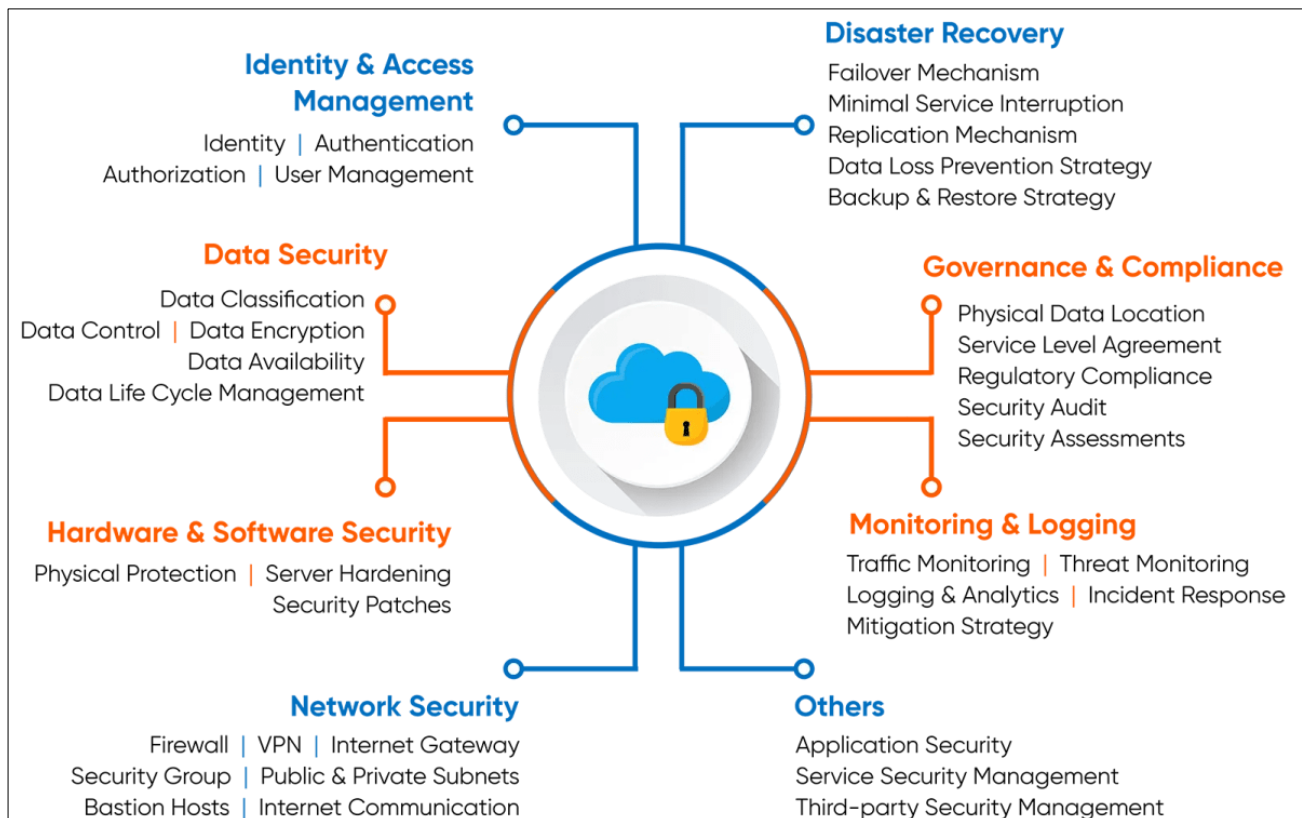 Identity & Access
Management
Identity | Authentication
Authorization | User Management
Disaster Recovery
Failover Mechanism
Minimal Service Interruption
Replication Mechanism
Data Loss Prevention Strategy
Backup & Restore Strategy
Data Security
Data Classification
Data Control | Data Encryption
Data Availability
Data Life Cycle Management
Governance & Compliance
Physical Data Location
Service Level Agreement
Regulatory Compliance
Security Audit
Security Assessments
Hardware & Software Security
Physical Protection | Server Hardening
Security Patches
Monitoring & Logging
Traffic Monitoring | Threat Monitoring
Logging & Analytics | Incident Response
Mitigation Strategy
Network Security
Firewall | VPN | Internet Gateway
Security Group | Public & Private Subnets
Bastion Hosts | Internet Communication
Others
Application Security
Service Security Management
Third-party Security Management